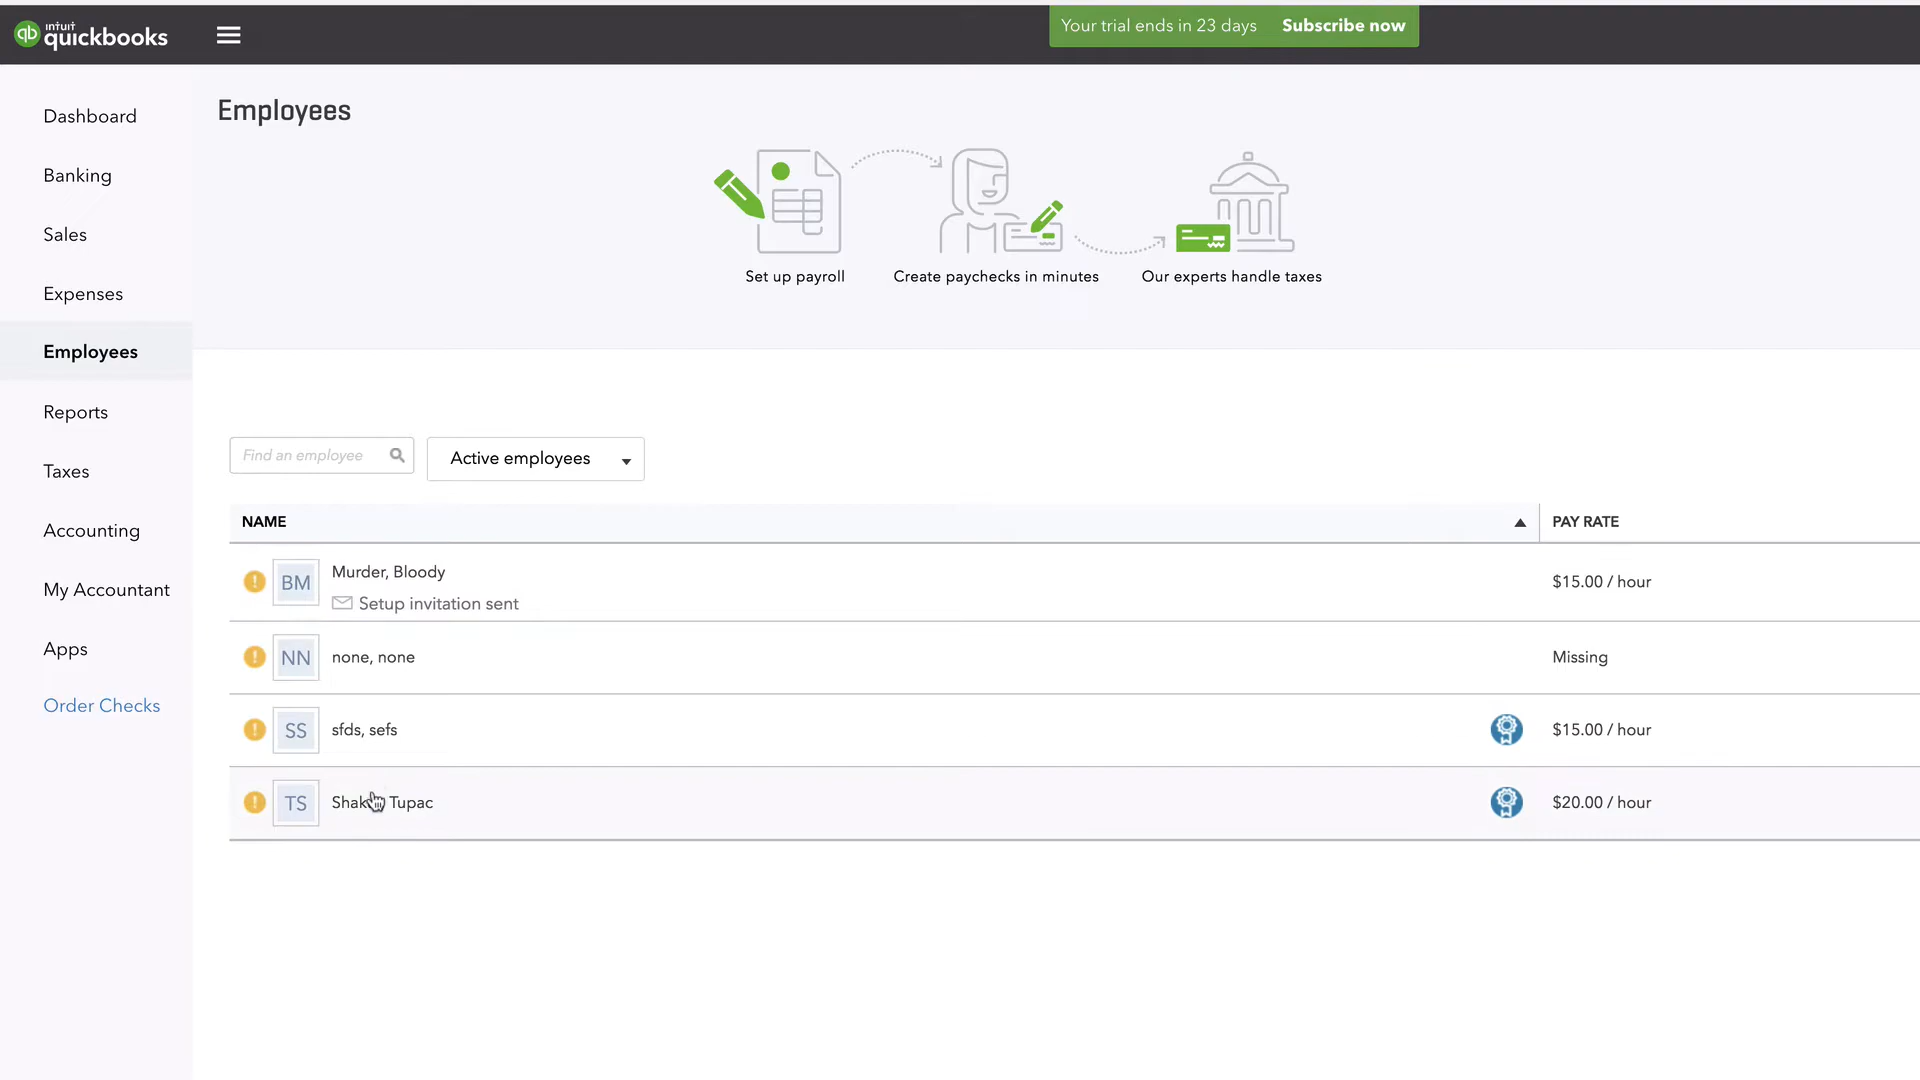 intuit
quickbooks
Your trial ends in 23 days Subscribe now
Dashboard
Banking
Sales
Expenses
Employees
Reports
Taxes
Accounting
My Accountant
Apps
Order Checks
Employees
Set up payroll
Create paychecks in minutes
Our experts handle taxes
Find an employee
Active employees
NAME PAY RATE
BM Murder, Bloody $15.00 / hour
Setup invitation sent
NN none, none Missing
SS sfds, sefs $15.00 / hour
TS Tupac $20.00 / hour